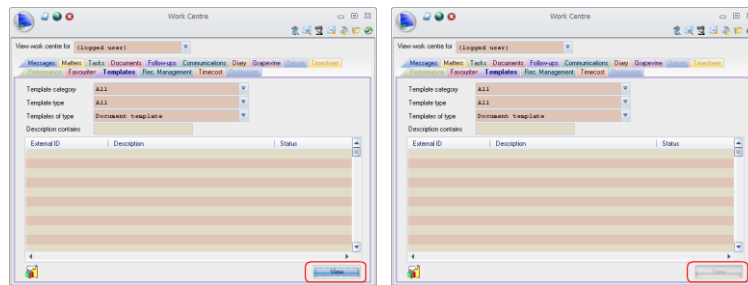 Work Centre
View work centre for (logged user)
Messages Matters Tasks Documents Follow-ups Communications Diary Grapevine Timesheet
Performance Favourites Templates Rec. Management Timecost
Template category All
Template type All
Templates of type Document template
Description contains
External ID Description Status
View
Work Centre
View work centre for (logged user)
Messages Matters Tasks Documents Follow-ups Communications Diary Grapevine Timesheet
Performance Favourites Templates Rec. Management Timecost
Template category All
Template type All
Templates of type Document template
Description contains
External ID Description Status
View